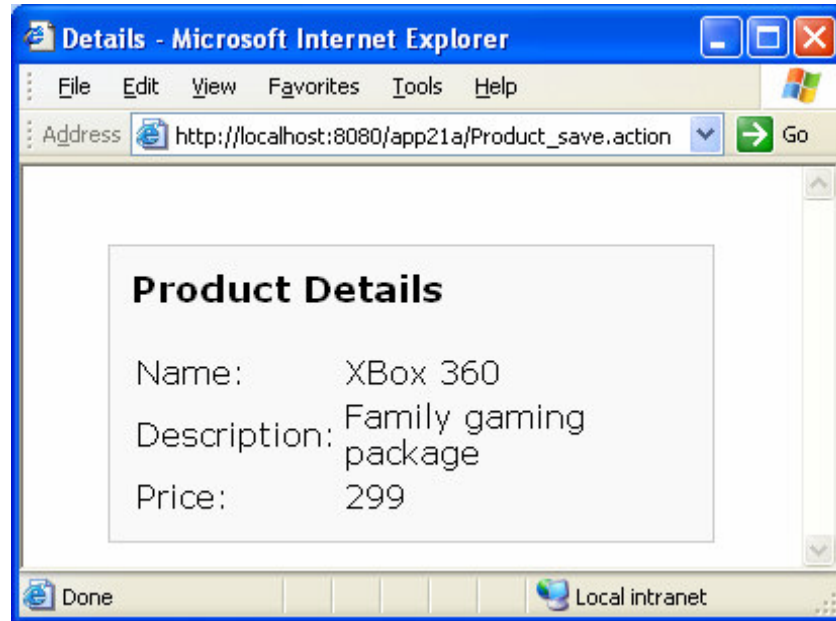 Details - Microsoft Internet Explorer
File Edit View Favorites Tools Help
Address http://localhost:8080/app21a/Product_save.action Go
Product Details
Name: XBox 360
Description: Family gaming
package
Price: 299
Done Local intranet